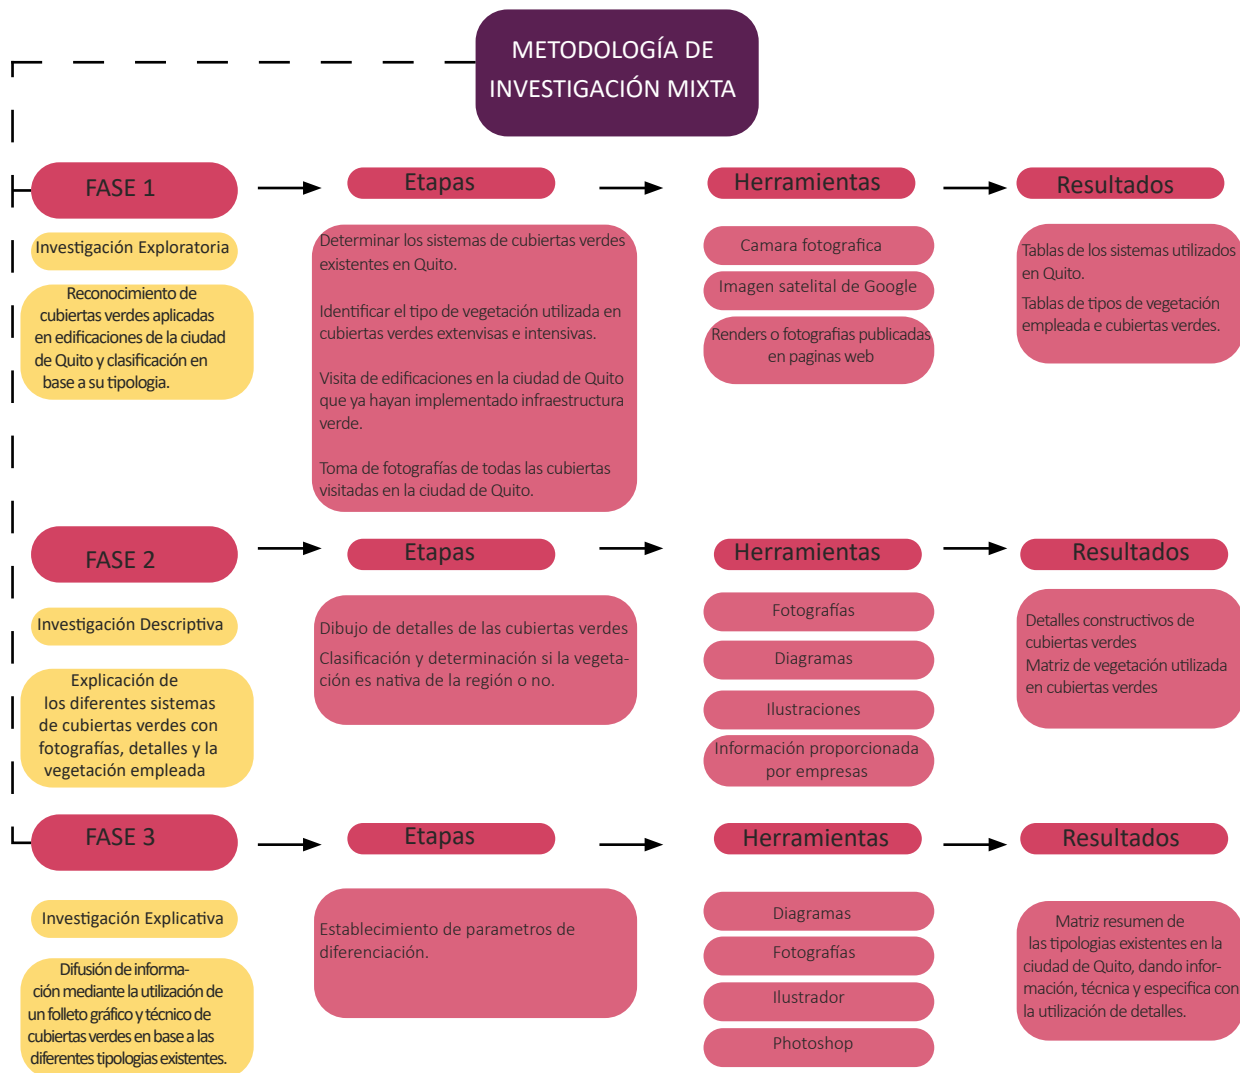 METODOLOGÍA DE
INVESTIGACIÓN MIXTA
FASE 1
Etapas
Herramientas
Resultados
Investigación Exploratoria
Reconocimiento de
cubiertas verdes aplicadas
en edificaciones de la ciudad
de Quito y clasificación en
base a su tipologia.
Determinar los sistemas de cubiertas verdes
existentes en Quito.
Identificar el tipo de vegetación utilizada en
cubiertas verdes extenvisas e intensivas.
Visita de edificaciones en la ciudad de Quito
que ya hayan implementado infraestructura
verde.
Toma de fotografías de todas las cubiertas
visitadas en la ciudad de Quito.
Camara fotografica
Imagen satelital de Google
Renders o fotografias publicadas
en paginas web
Tablas de los sistemas utilizados
en Quito.
Tablas de tipos de vegetación
empleada e cubiertas verdes.
FASE 2
Etapas
Herramientas
Resultados
Investigación Descriptiva
Explicación de
los diferentes sistemas
de cubiertas verdes con
fotografías, detalles y la
vegetación empleada
Dibujo de detalles de las cubiertas verdes
Clasificación y determinación si la vegeta-
ción es nativa de la región o no.
Fotografías
Diagramas
Ilustraciones
Información proporcionada
por empresas
Detalles constructivos de
cubiertas verdes
Matriz de vegetación utilizada
en cubiertas verdes
FASE 3
Etapas
Herramientas
Resultados
Investigación Explicativa
Difusión de informa-
ción mediante la utilización de
un folleto gráfico y técnico de
cubiertas verdes en base a las
diferentes tipologias existentes.
Establecimiento de parametros de
diferenciación.
Diagramas
Fotografías
Ilustrador
Photoshop
Matriz resumen de
las tipologias existentes en la
ciudad de Quito, dando infor-
mación, técnica y especifica con
la utilización de detalles.